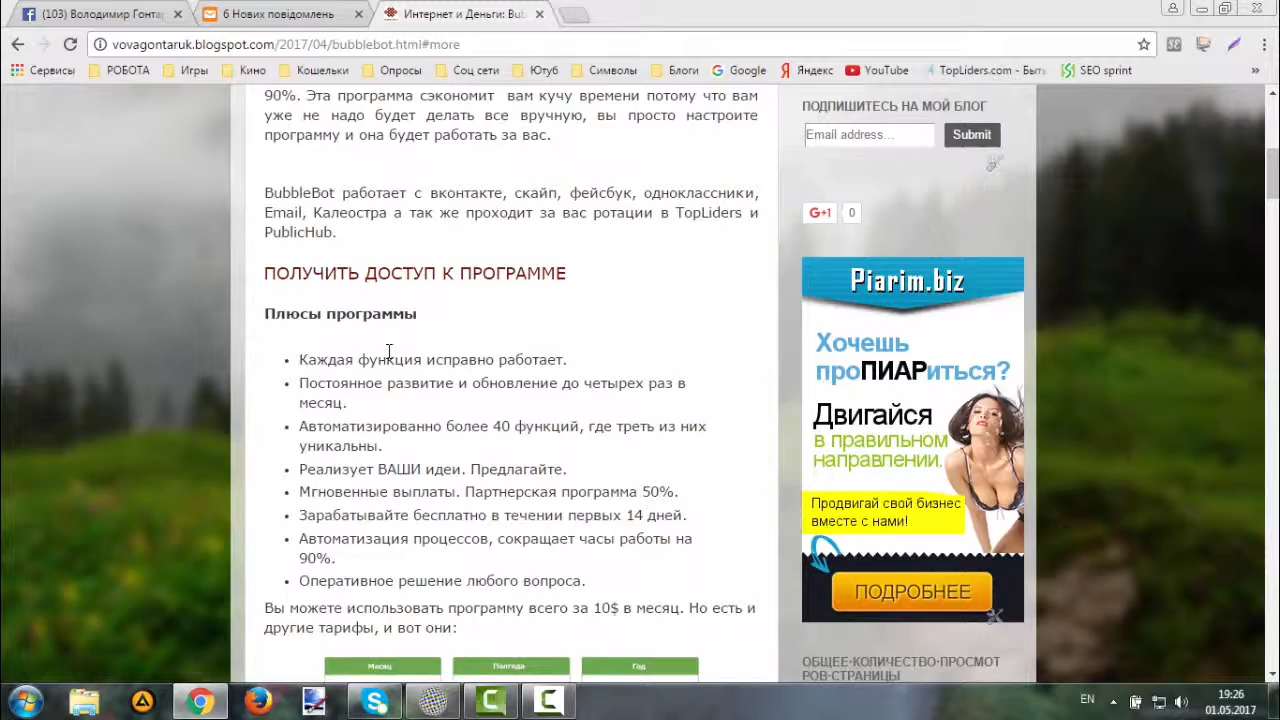 (103) Володимир Гонтар
6 Нових повідомлень
Интернет и Деньги: Bub
vovagontaruk.blogspot.com/2017/04/bubblebot.html#more
Сервисы РОБОТА Игры Кино Кошельки Опросы Соц сети Ютуб Символы Блоги Google Яндекс YouTube TopLiders.com — Быть SEO sprint »
90%. Эта программа сэкономит вам кучу времени потому что вам
уже не надо будет делать все вручную, вы просто настроите
программу и она будет работать за вас.
BubbleBot работает с вконтакте, скайп, фейсбук, одноклассники,
Email, Калеостра а так же проходит за вас ротации в TopLiders и
PublicHub.
ПОЛУЧИТЬ ДОСТУП К ПРОГРАММЕ
Плюсы программы
Каждая функция исправно работает.
Постоянное развитие и обновление до четырех раз в
месяц.
Автоматизированно более 40 функций, где треть из них
уникальны.
Реализует ВАШИ идеи. Предлагайте.
Мгновенные выплаты. Партнерская программа 50%.
Зарабатывайте бесплатно в течении первых 14 дней.
Автоматизация процессов, сокращает часы работы на
90%.
Оперативное решение любого вопроса.
Вы можете использовать программу всего за 10$ в месяц. Но есть и
другие тарифы, и вот они:
Месяц Полгода Год
ПОДПИШИТЕСЬ НА МОЙ БЛОГ
Email address... Submit
G+1 0
Piarim.biz
Хочешь
проПИАРиться?
Двигайся
в правильном
направлении.
Продвигай свой бизнес
вместе с нами!
ПОДРОБНЕЕ
ОБЩЕЕ·КОЛИЧЕСТВО·ПРОСМОТ
РОВ·СТРАНИЦЫ
EN
19:26
01.05.2017